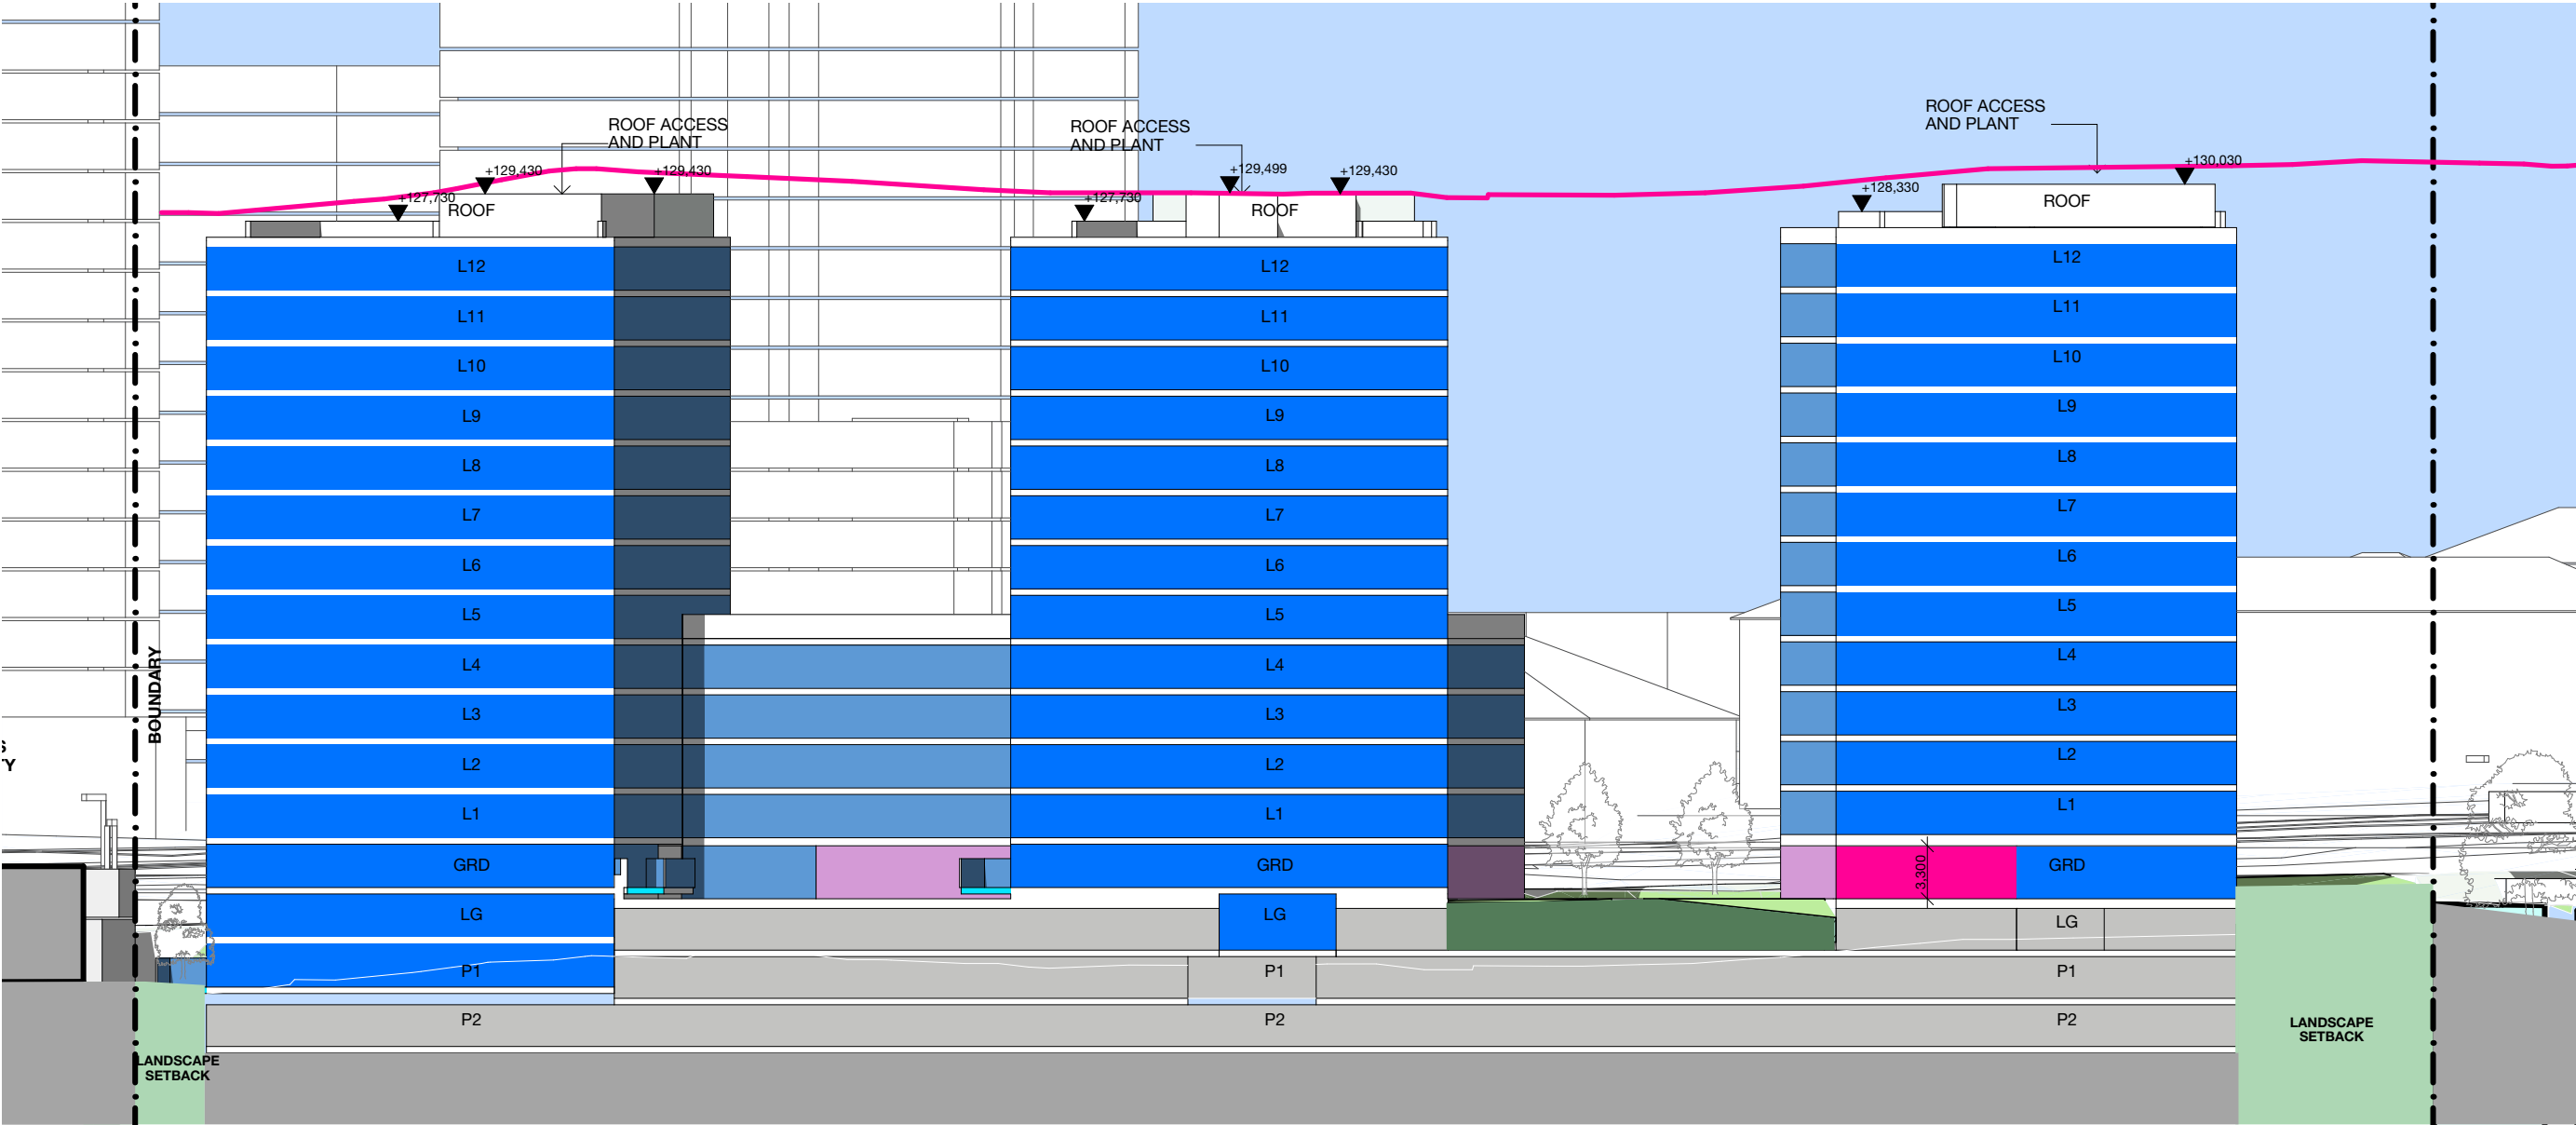 ROOF ACCESS
AND PLANT
ROOF ACCESS
AND PLANT
ROOF ACCESS
AND PLANT
+129,430
+129,430
+127,730
ROOF
+129,499
+129,430
+127,730
ROOF
+130,030
+128,330
ROOF
L12
L11
L10
L9
L8
L7
L6
L5
L4
L3
L2
L1
GRD
LG
P1
P2
L12
L11
L10
L9
L8
L7
L6
L5
L4
L3
L2
L1
GRD
LG
P1
P2
L12
L11
L10
L9
L8
L7
L6
L5
L4
L3
L2
L1
3,300
GRD
LG
P1
P2
BOUNDARY
S
Y
LANDSCAPE
SETBACK
LANDSCAPE
SETBACK